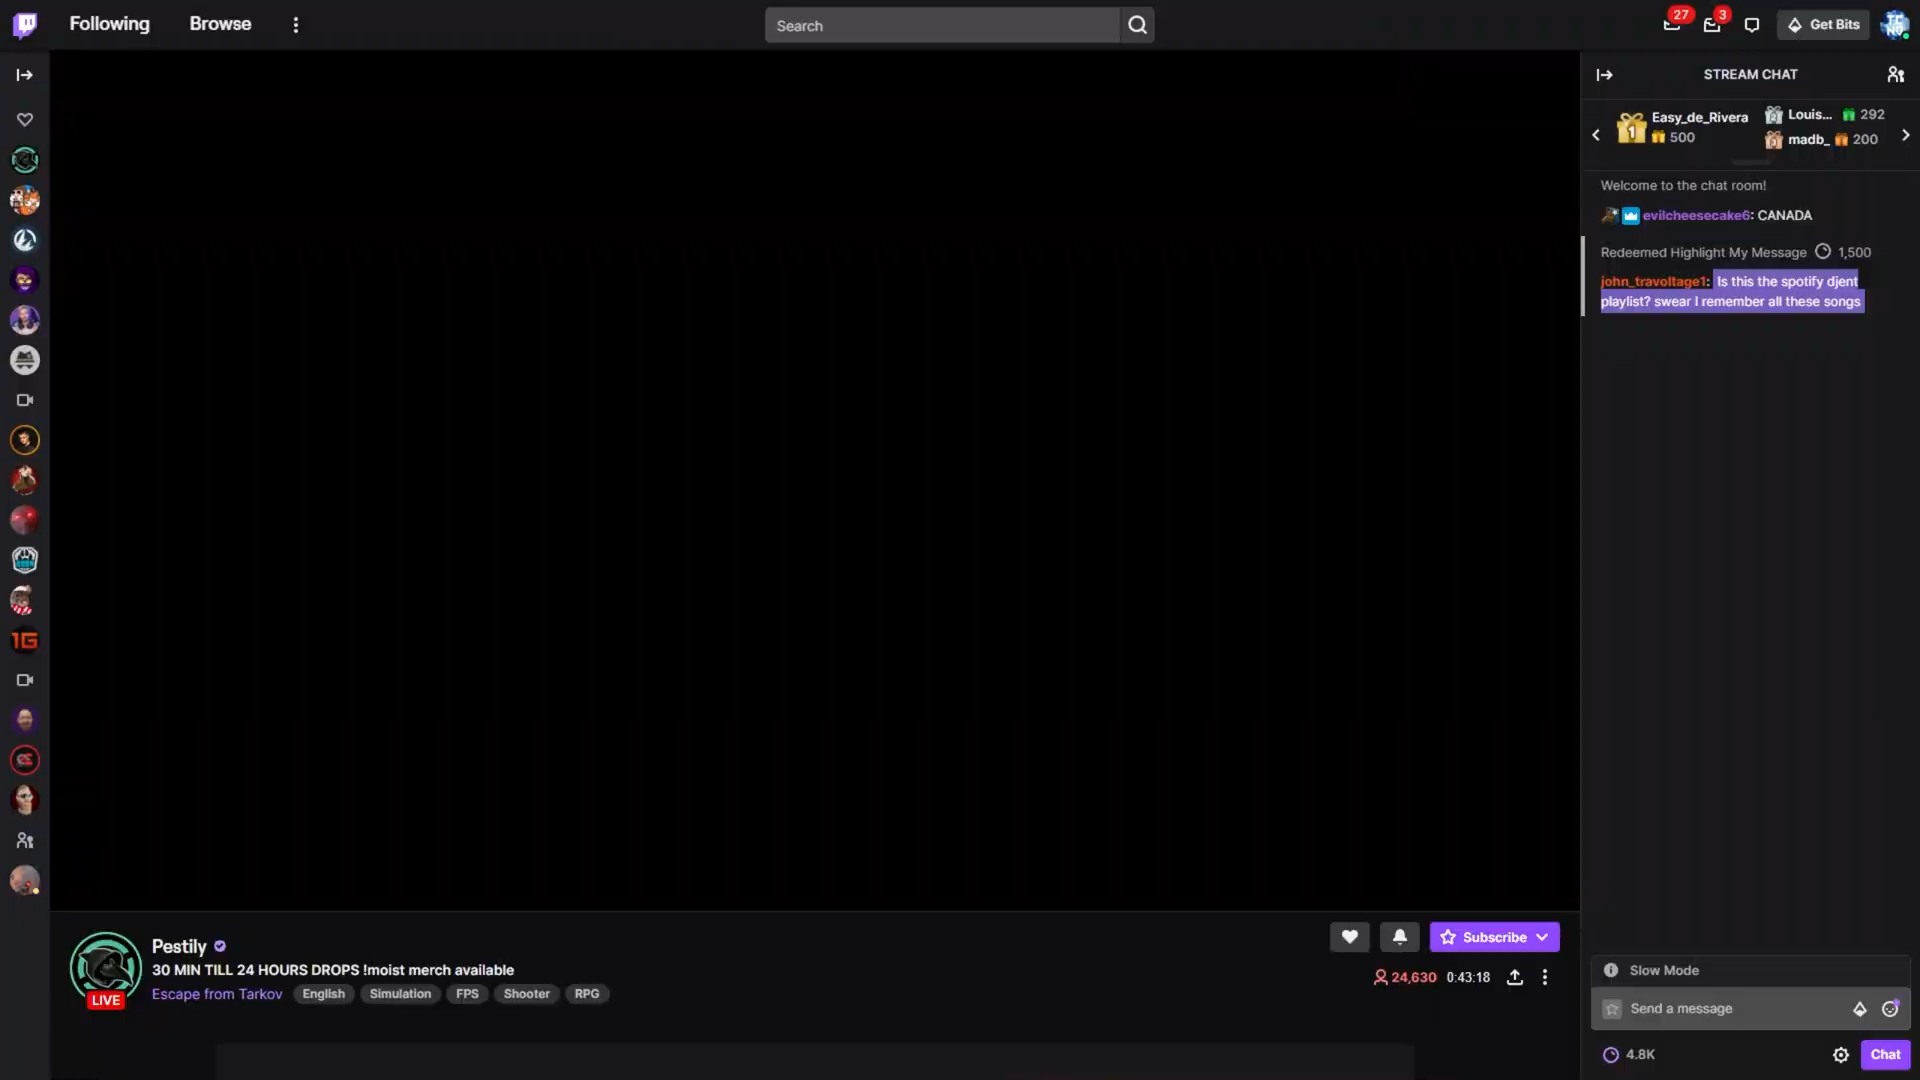 Following
Browse
Search
27
3
Get Bits
STREAM CHAT
1
Easy_de_Rivera
500
Louis... 292
madb_ 200
Welcome to the chat room!
evilcheesecake6: CANADA
Redeemed Highlight My Message 1,500
john_travoltage1: Is this the spotify djent
playlist? swear I remember all these songs
1G
Pestily
30 MIN TILL 24 HOURS DROPS !moist merch available
LIVE
Escape from Tarkov English Simulation FPS Shooter RPG
Subscribe
24,630 0:43:18
Slow Mode
Send a message
4.8K
Chat